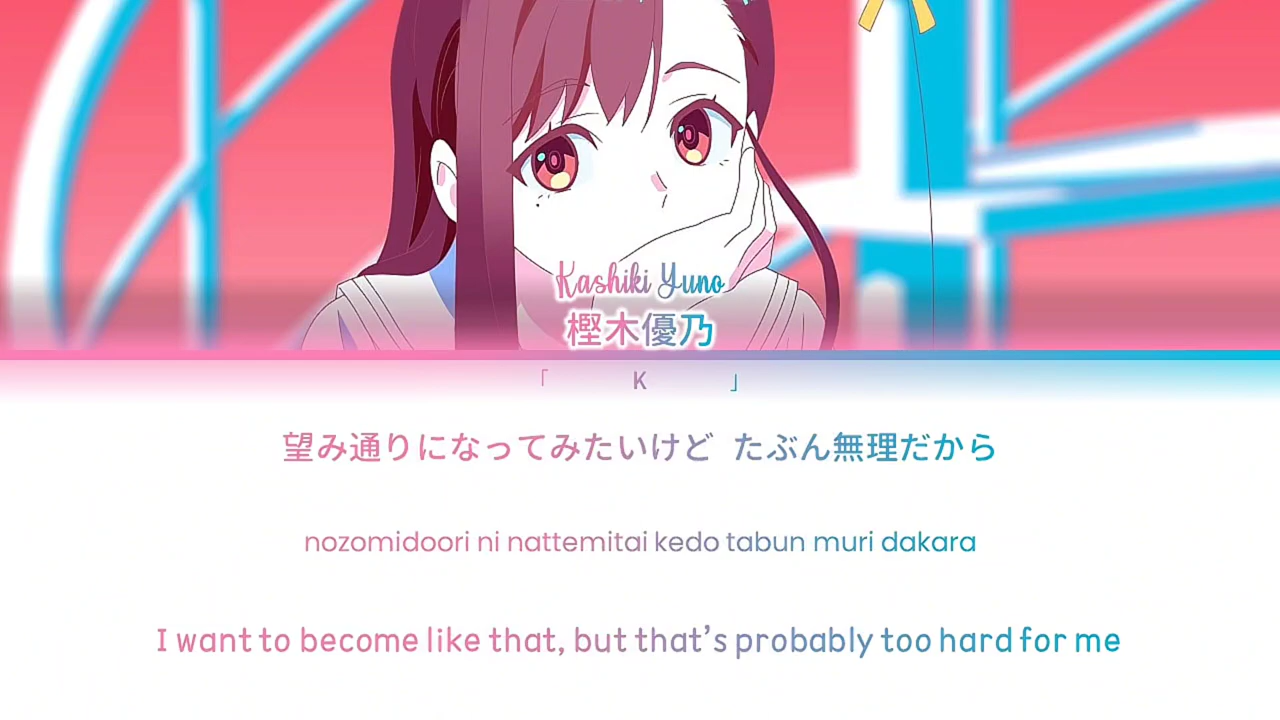 Kashiki Yuno
樫木優乃
「 K 」
望み通りになってみたいけど たぶん無理だから
nozomidoori ni nattemitai kedo tabun muri dakara
I want to become like that, but that's probably too hard for me